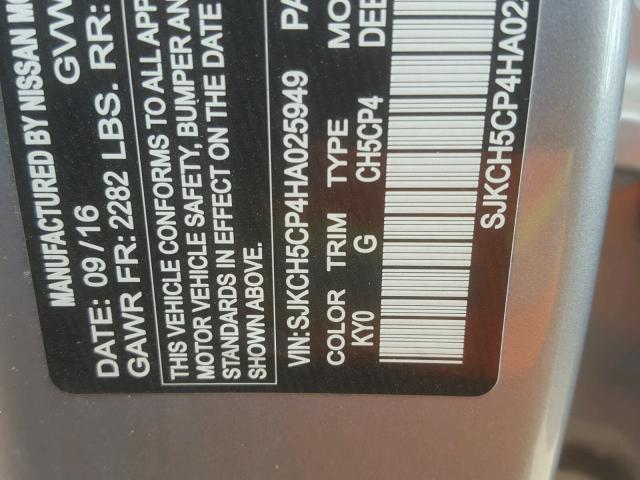 MANUFACTURED BY NISSAN MO
DATE: 09/16 GVW
GAWR FR: 2282 LBS. RR:
THIS VEHICLE CONFORMS TO ALL APP
MOTOR VEHICLE SAFETY, BUMPER AN
STANDARDS IN EFFECT ON THE DATE
SHOWN ABOVE.
VIN:SJKCH5CP4HA025949 PA
COLOR TRIM TYPE MO
KY0 G CH5CP4 DEE
SJKCH5CP4HA02